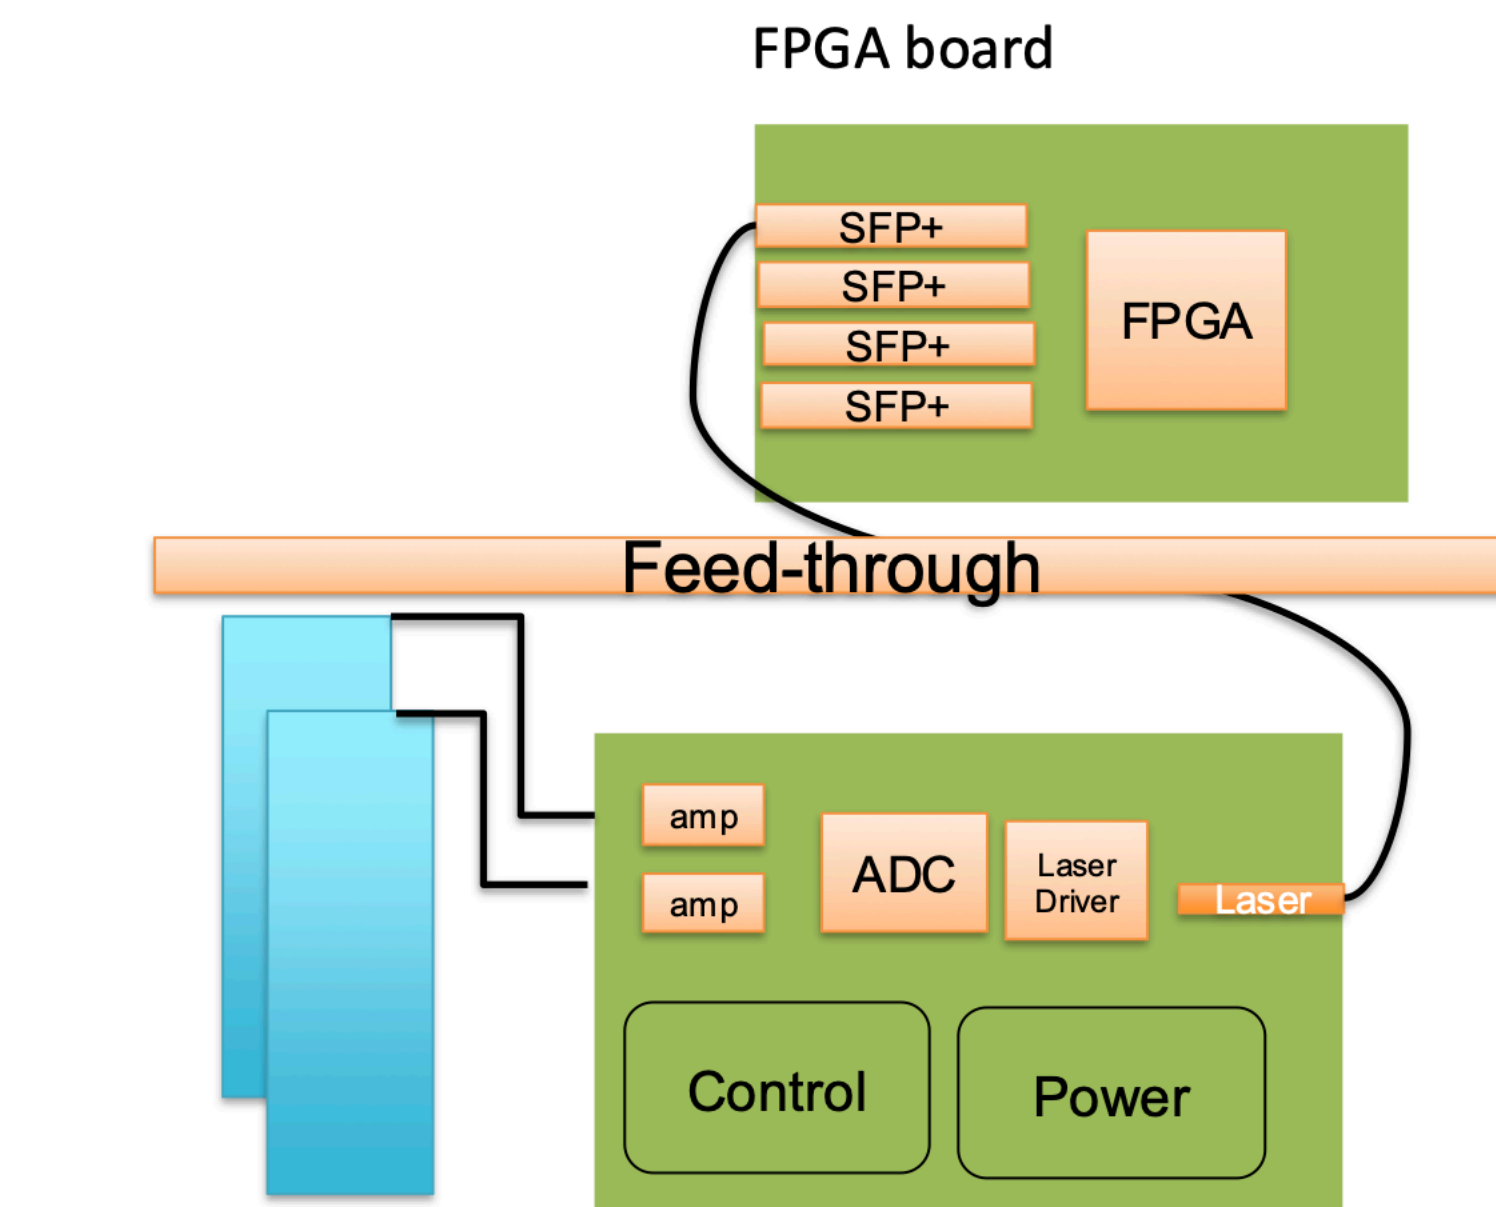 FPGA board
SFP+
SFP+
SFP+
SFP+
FPGA
Feed-through
amp
amp
ADC
Laser
Driver
Laser
Control
Power